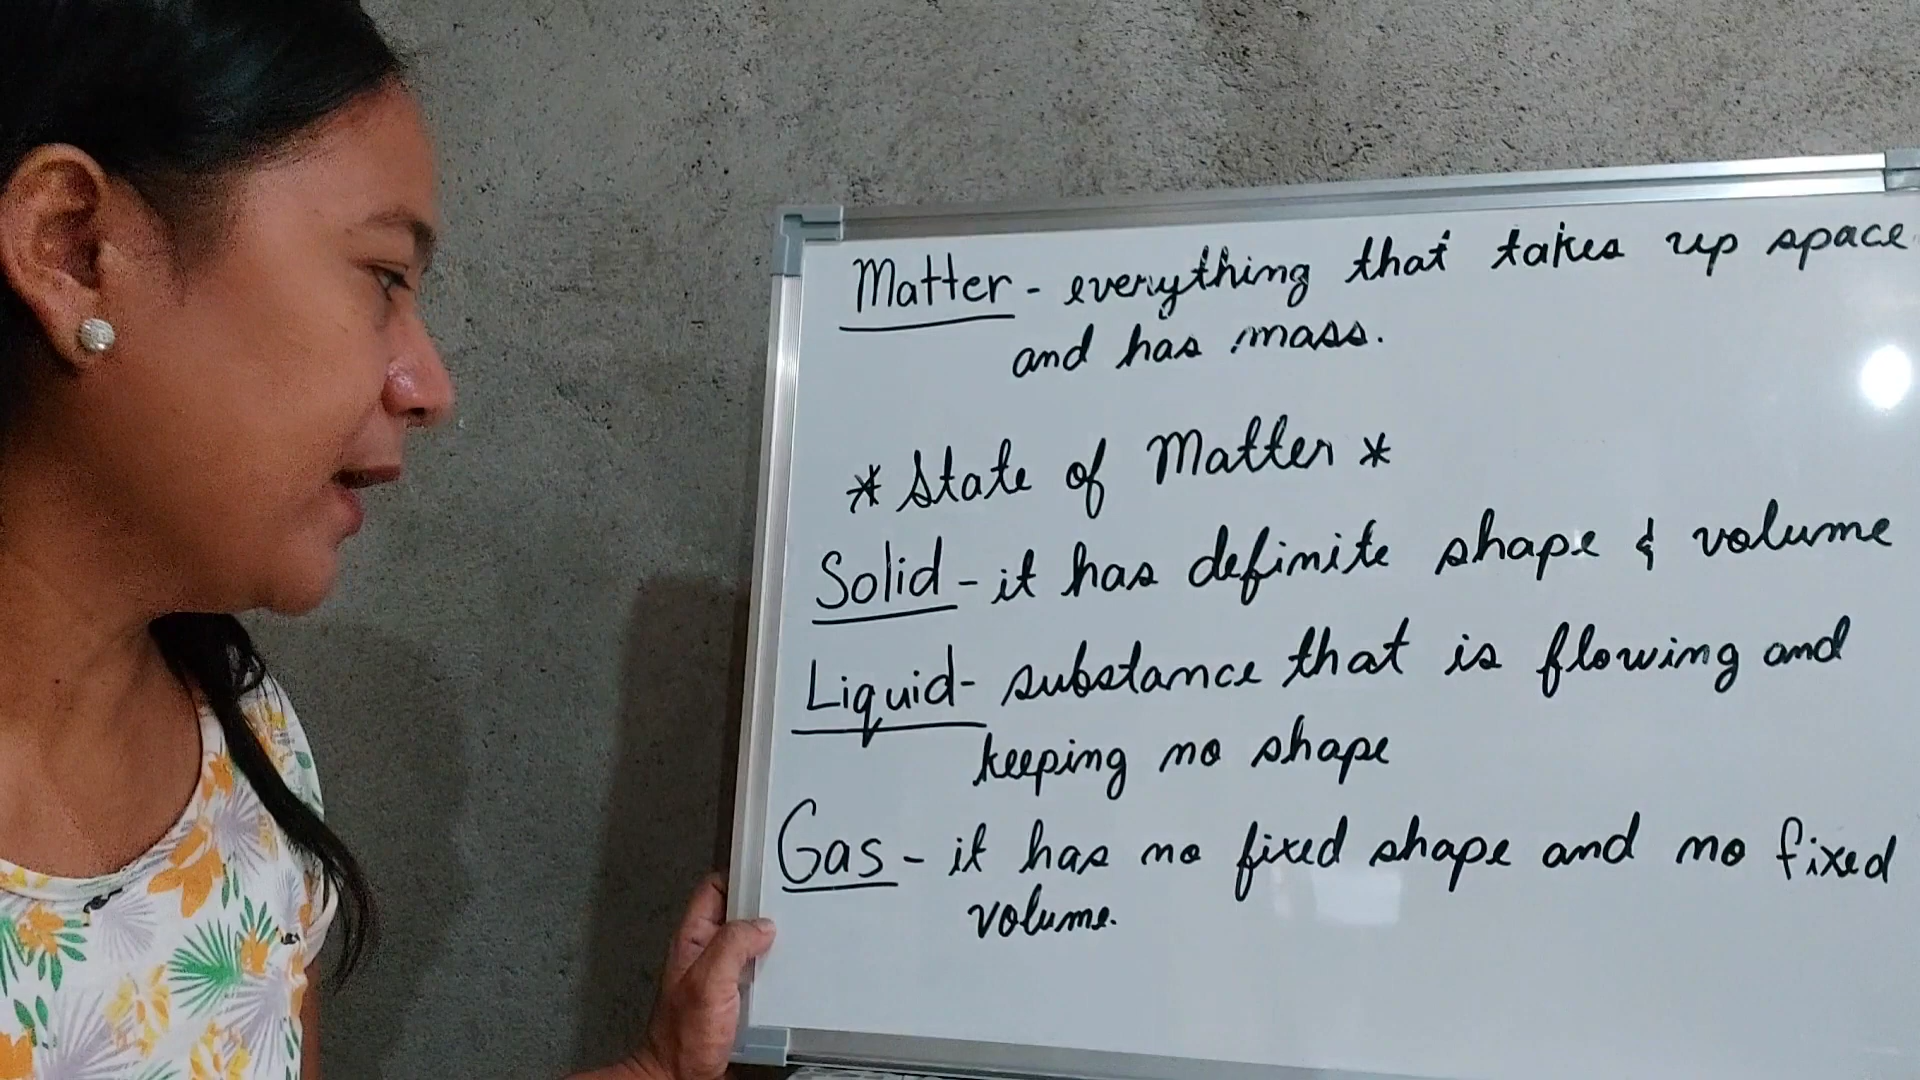 Matter - everything that takes up space
and has mass.
* State of Matter *
Solid - it has definite shape & volume
Liquid - substance that is flowing and
keeping no shape
Gas - it has no fixed shape and no fixed
volume.